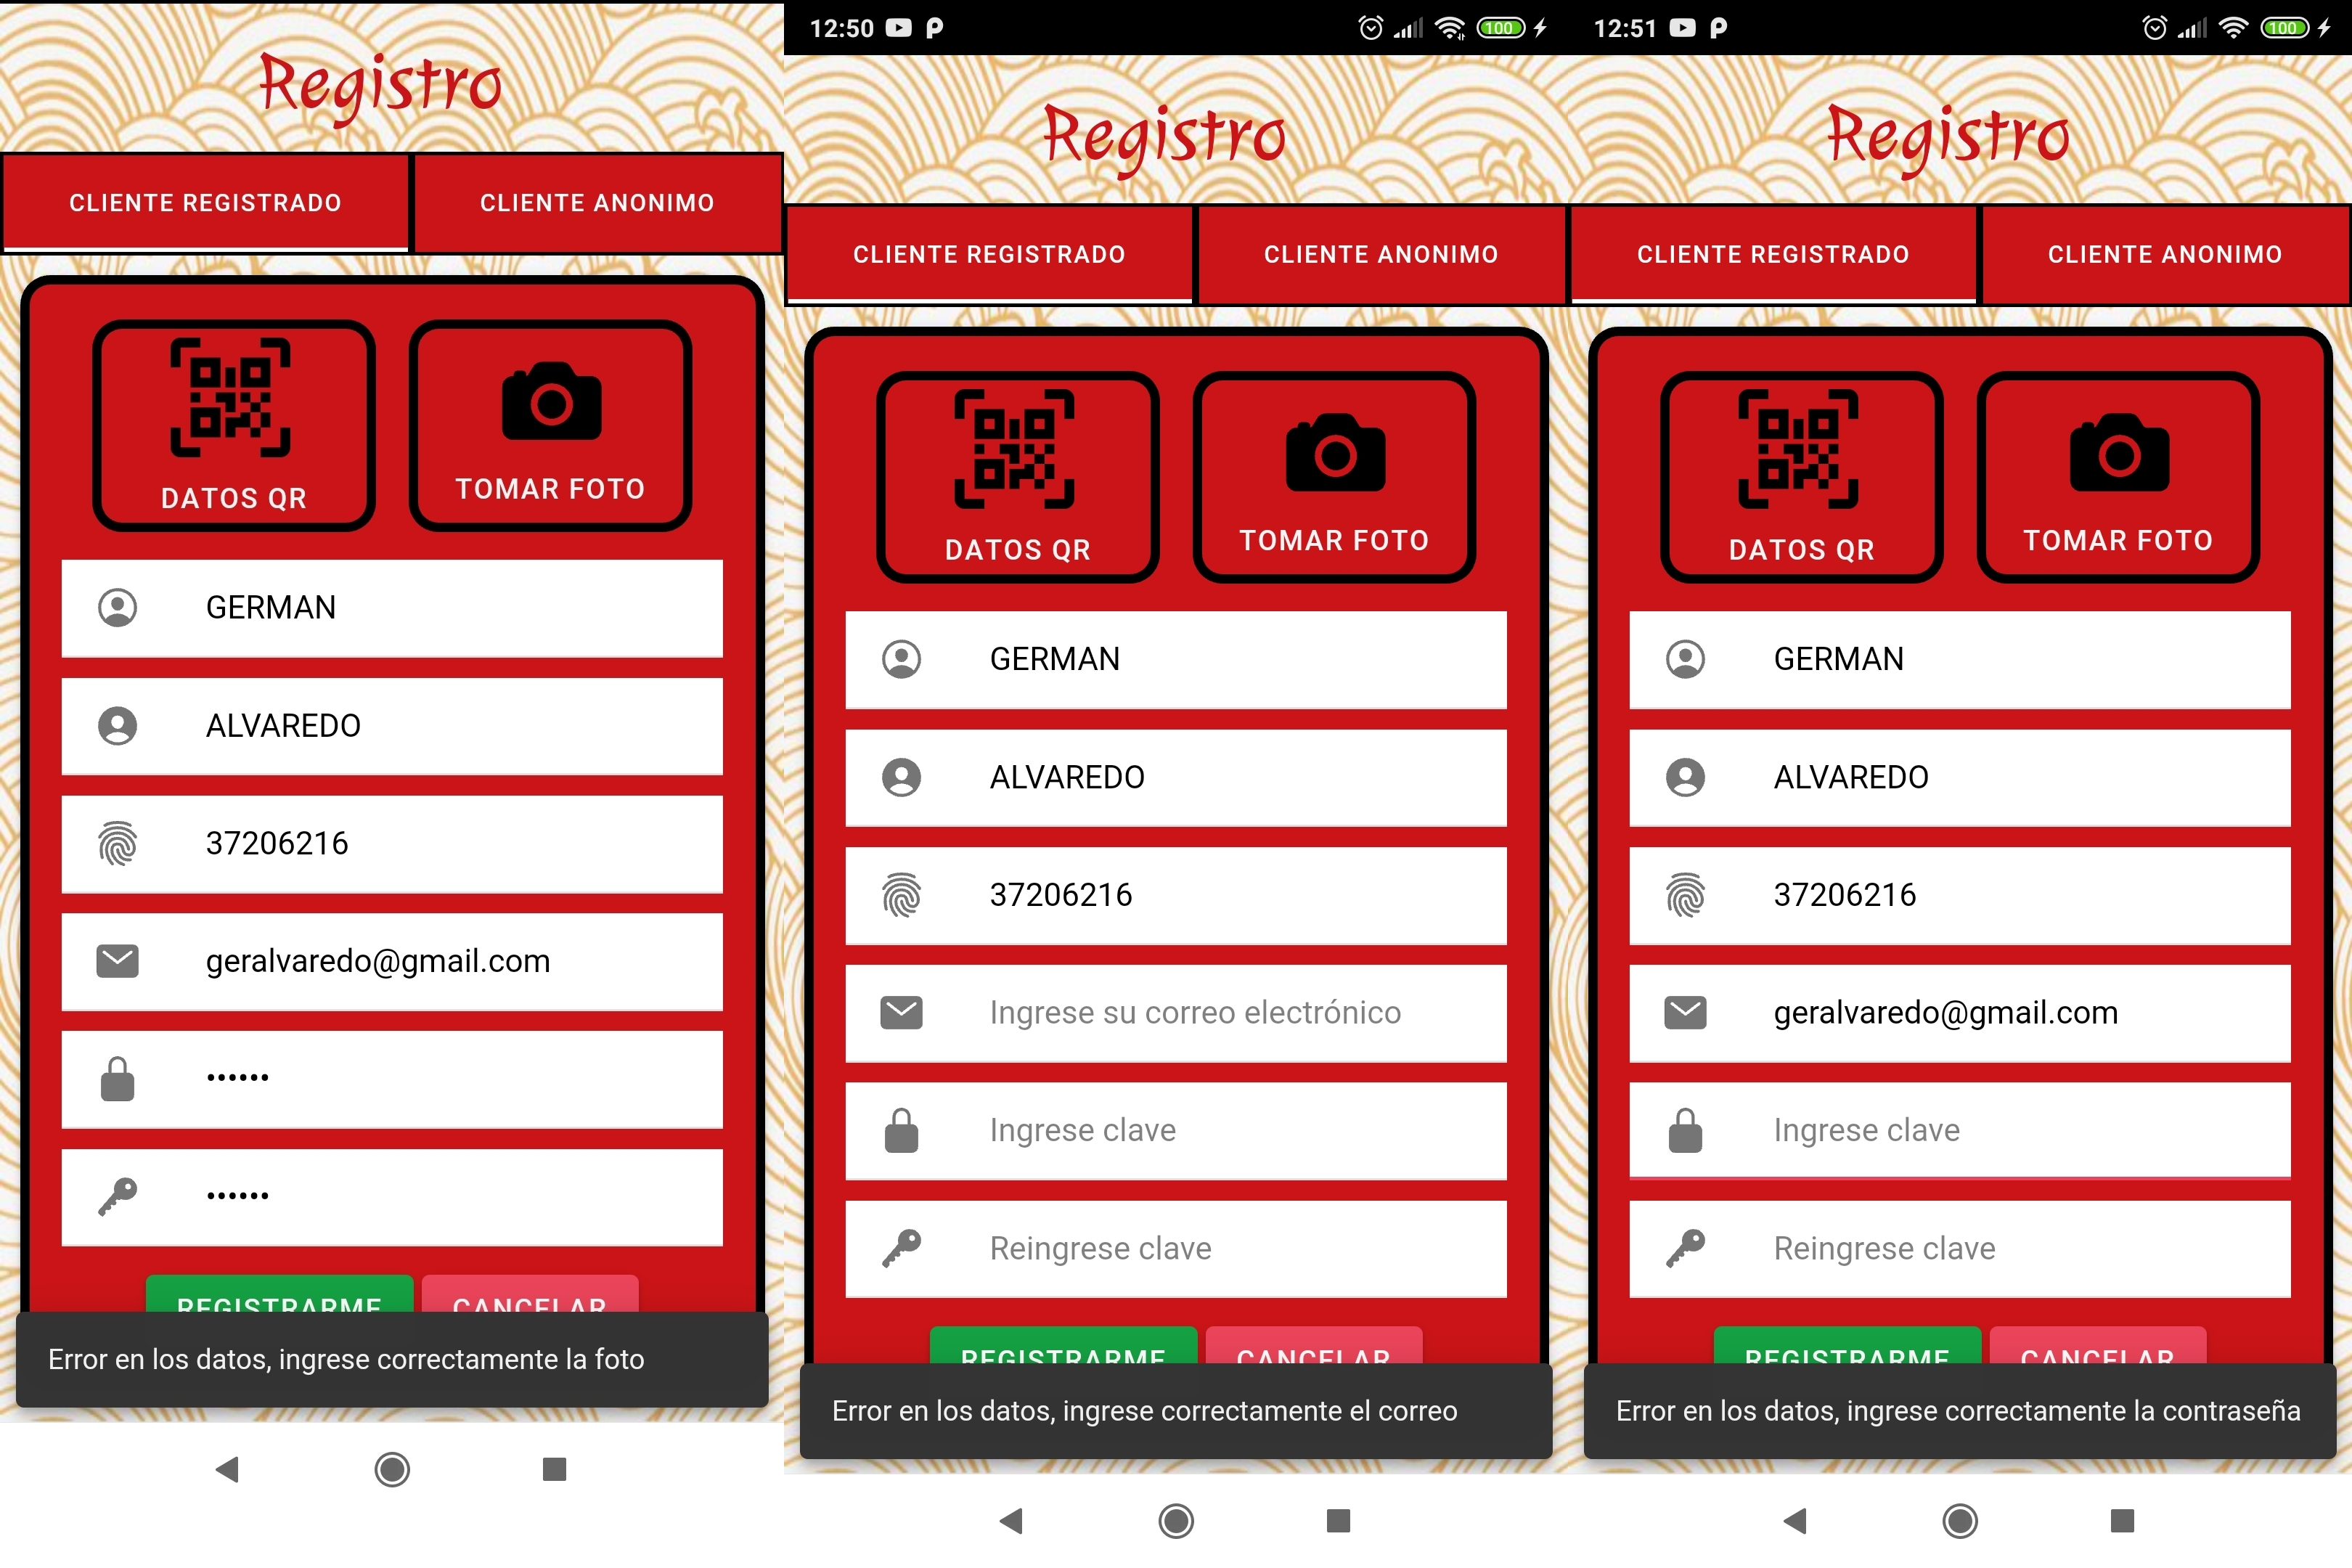 Registro
CLIENTE REGISTRADO
CLIENTE ANONIMO
DATOS QR
TOMAR FOTO
GERMAN
ALVAREDO
37206216
geralvaredo@gmail.com
••••••
••••••
REGISTRARME
CANCELAR
Error en los datos, ingrese correctamente la foto
12:50
100
Registro
CLIENTE REGISTRADO
CLIENTE ANONIMO
DATOS QR
TOMAR FOTO
GERMAN
ALVAREDO
37206216
Ingrese su correo electrónico
Ingrese clave
Reingrese clave
REGISTRARME
CANCELAR
Error en los datos, ingrese correctamente el correo
12:51
100
Registro
CLIENTE REGISTRADO
CLIENTE ANONIMO
DATOS QR
TOMAR FOTO
GERMAN
ALVAREDO
37206216
geralvaredo@gmail.com
Ingrese clave
Reingrese clave
REGISTRARME
CANCELAR
Error en los datos, ingrese correctamente la contraseña